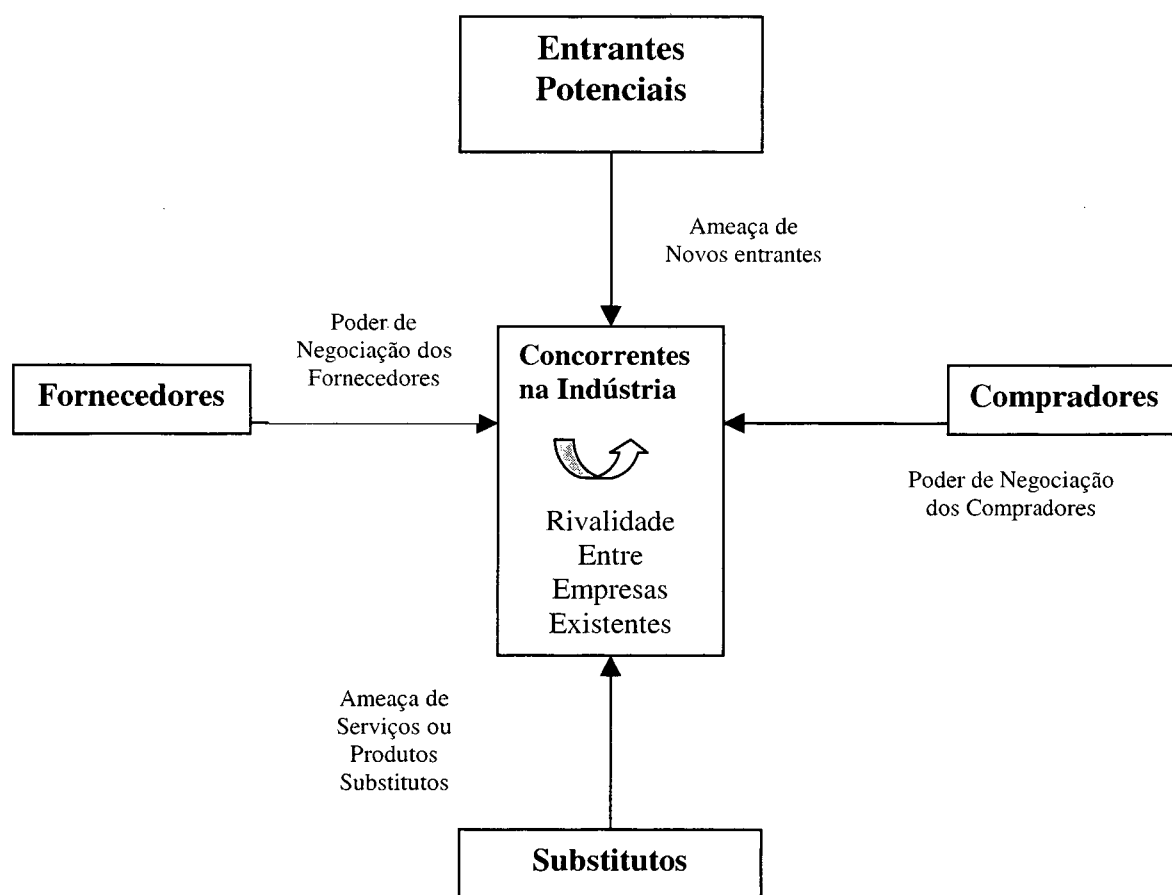 Entrantes
Potenciais
Ameaça de
Novos entrantes
Poder de
Negociação dos
Fornecedores
Fornecedores
Concorrentes
na Indústria
Rivalidade
Entre
Empresas
Existentes
Compradores
Poder de Negociação
dos Compradores
Ameaça de
Serviços ou
Produtos
Substitutos
Substitutos